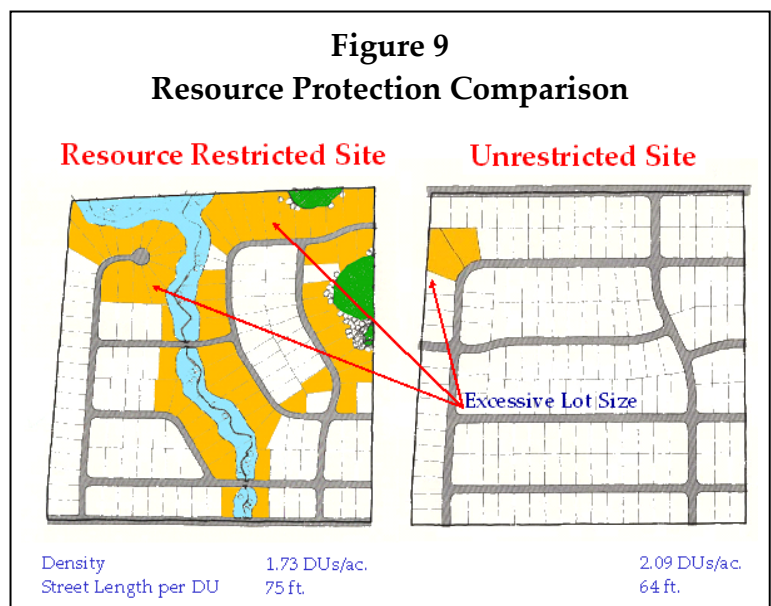 Figure 9
Resource Protection Comparison
Resource Restricted Site
Unrestricted Site
Excessive Lot Size
Density 1.73 DUs/ac. 2.09 DUs/ac.
Street Length per DU 75 ft. 64 ft.